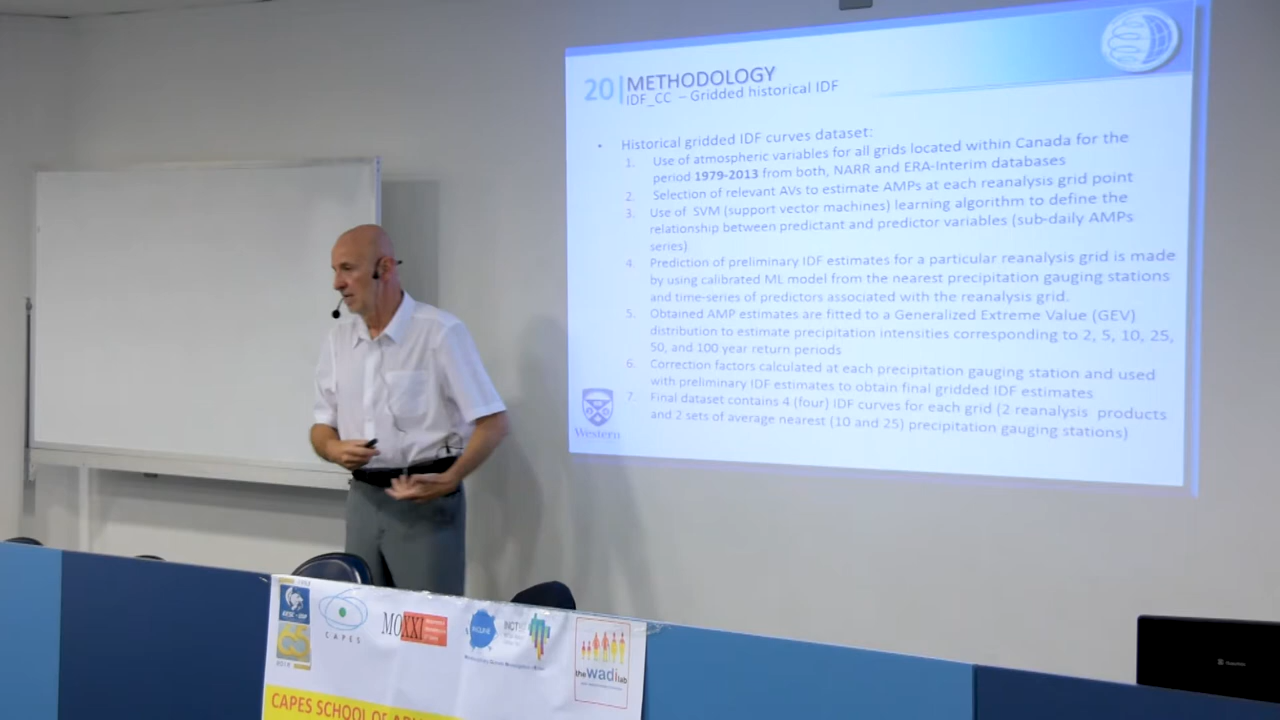 20 METHODOLOGY
IDF_CC – Gridded historical IDF
• Historical gridded IDF curves dataset:
1. Use of atmospheric variables for all grids located within Canada for the
period 1979-2013 from both, NARR and ERA-Interim databases
2. Selection of relevant AVs to estimate AMPs at each reanalysis grid point
3. Use of SVM (support vector machines) learning algorithm to define the
relationship between predictant and predictor variables (sub-daily AMPs
series)
4. Prediction of preliminary IDF estimates for a particular reanalysis grid is made
by using calibrated ML model from the nearest precipitation gauging stations
and time-series of predictors associated with the reanalysis grid.
5. Obtained AMP estimates are fitted to a Generalized Extreme Value (GEV)
distribution to estimate precipitation intensities corresponding to 2, 5, 10, 25,
50, and 100 year return periods
6. Correction factors calculated at each precipitation gauging station and used
with preliminary IDF estimates to obtain final gridded IDF estimates
7. Final dataset contains 4 (four) IDF curves for each grid (2 reanalysis products
and 2 sets of average nearest (10 and 25) precipitation gauging stations)
Western
CAPES
MOXXI
INCLINE
INCT
65
2018
thewadilab
CAPES SCHOOL OF